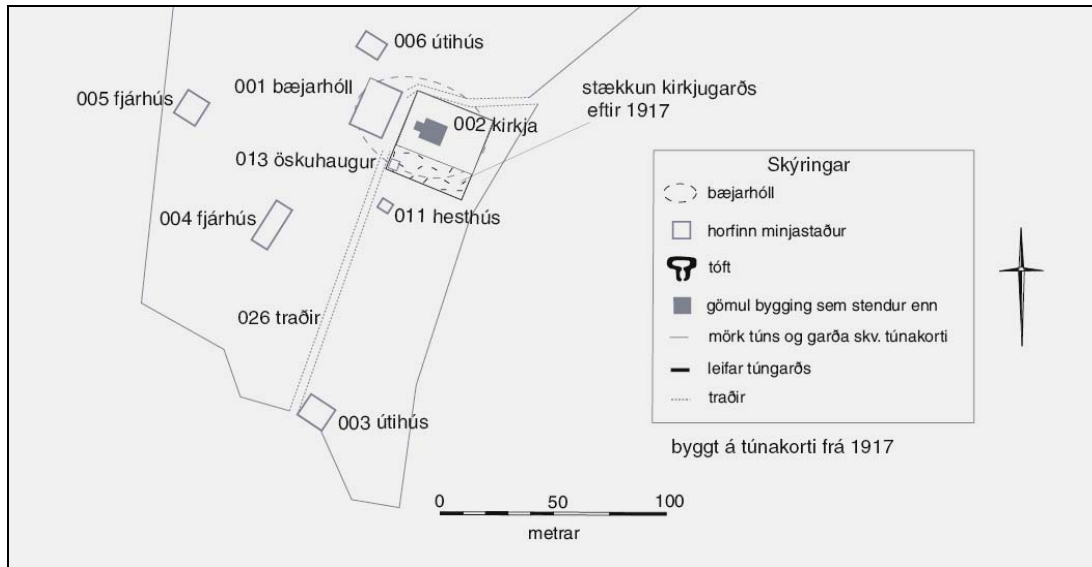 006 útihús
001 bæjarhóll
005 fjárhús
stækkun kirkjugarðs
eftir 1917
002 kirkja
013 öskuhaugur
004 fjárhús
011 hesthús
026 traðir
003 útihús
Skýringar
bæjarhóll
horfinn minjastaður
tóft
gömul bygging sem stendur enn
mörk túns og garða skv. túnakorti
leifar túngarðs
traðir
byggt á túnakorti frá 1917
0 50 100
metrar